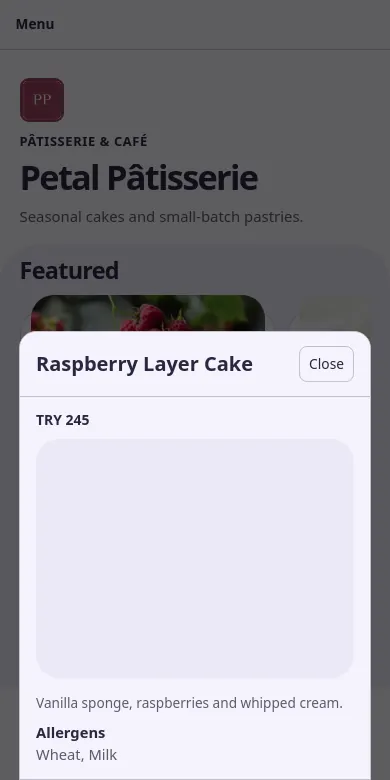 Menu
PP
PÂTISSERIE & CAFÉ
Petal Pâtisserie
Seasonal cakes and small-batch pastries.
Featured
Raspberry Layer Cake
Close
TRY 245
Vanilla sponge, raspberries and whipped cream.
Allergens
Wheat, Milk